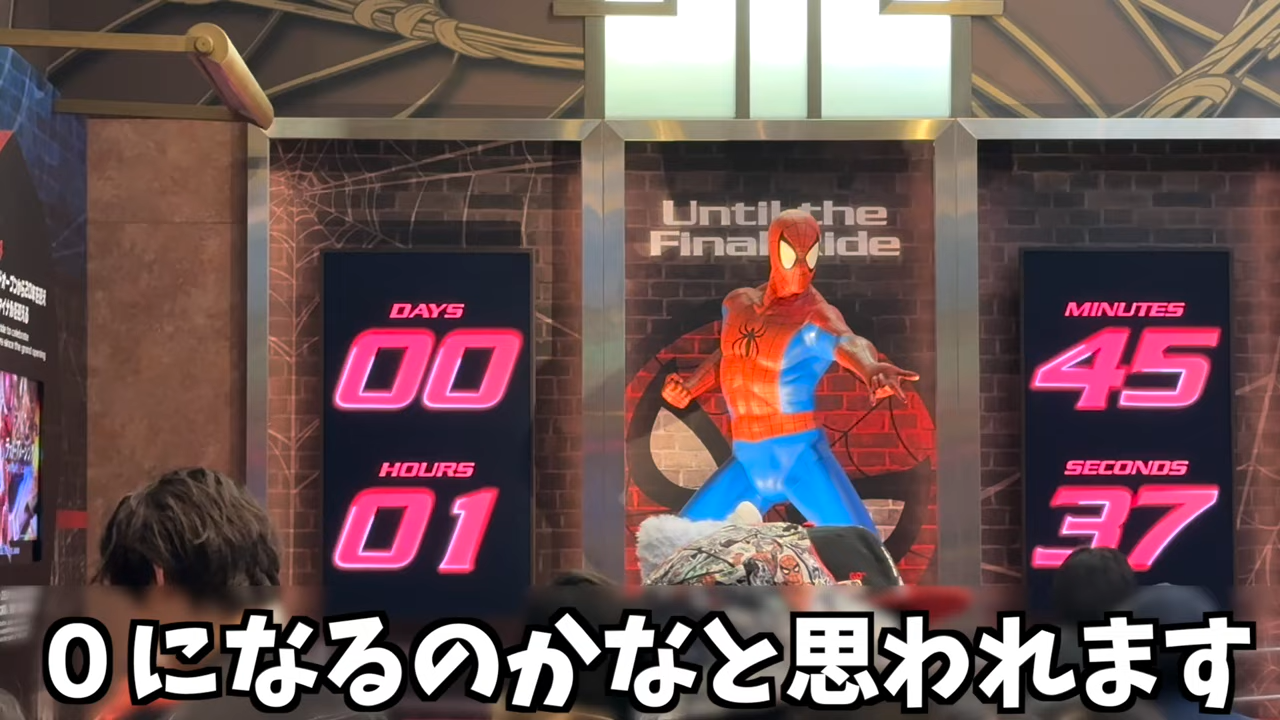 Until the
Final Ride
DAYS
00
HOURS
01
MINUTES
45
SECONDS
37
0になるのかなと思われます